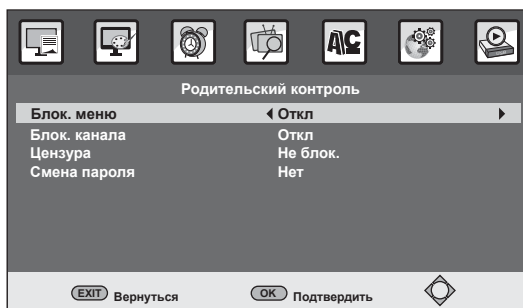 Родительский контроль
Блок. меню Откл
Блок. канала Откл
Цензура Не блок.
Смена пароля Нет
EXIT Вернуться OK Подтвердить